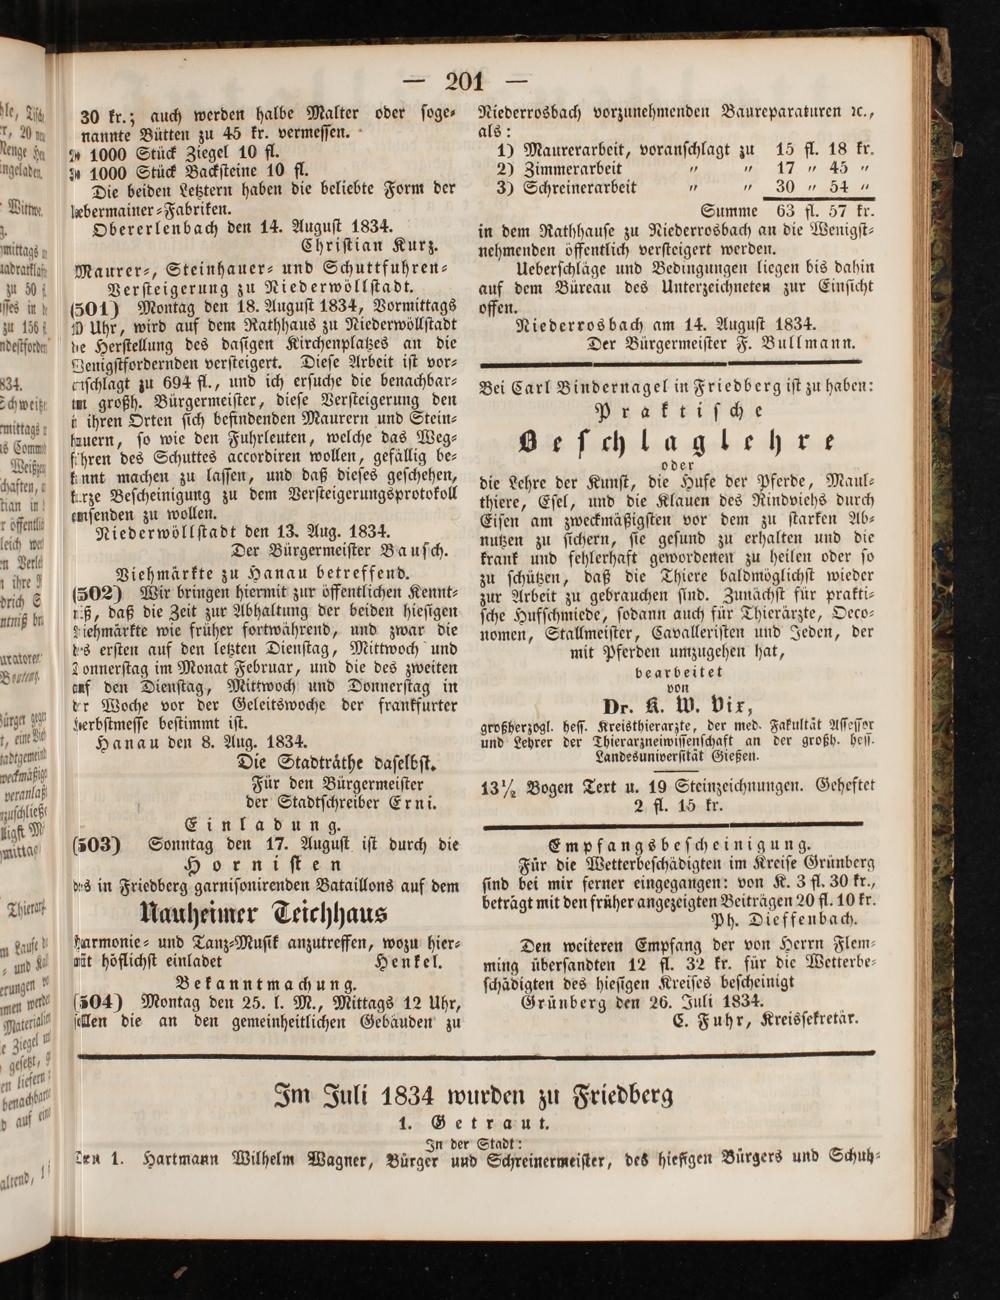 — 201 —
30 kr.; auch werden halbe Malter oder soge-
nannte Bütten zu 45 kr. vermessen.
1000 Stück Ziegel 10 fl.
1000 Stück Backsteine 10 fl.
Die beiden Letztern haben die beliebte Form der
Uebermainer-Fabriken.
Obererlenbach den 14. August 1834.
Christian Kurz.
Maurer-, Steinhauer- und Schuttfuhren-
Versteigerung zu Niederwöllstadt.
(501) Montag den 18. August 1834, Vormittags
10 Uhr, wird auf dem Rathhaus zu Niederwöllstadt
die Herstellung des dasigen Kirchenplatzes an die
Wenigstfordernden versteigert. Diese Arbeit ist vor-
anschlagt zu 694 fl., und ich ersuche die benachbar-
ten großh. Bürgermeister, diese Versteigerung den
in ihren Orten sich befindenden Maurern und Stein-
hauern, so wie den Fuhrleuten, welche das Weg-
führen des Schuttes accordiren wollen, gefällig be-
kannt machen zu lassen, und daß dieses geschehen,
kurze Bescheinigung zu dem Versteigerungsprotokoll
einsenden zu wollen.
Niederwöllstadt den 13. Aug. 1834.
Der Bürgermeister Bausch.
Viehmärkte zu Hanau betreffend.
(502) Wir bringen hiermit zur öffentlichen Kennt-
niß, daß die Zeit zur Abhaltung der beiden hiesigen
Viehmärkte wie früher fortwährend, und zwar die
des ersten auf den letzten Dienstag, Mittwoch und
Donnerstag im Monat Februar, und die des zweiten
auf den Dienstag, Mittwoch und Donnerstag in
der Woche vor der Geleitswoche der frankfurter
Herbstmesse bestimmt ist.
Hanau den 8. Aug. 1834.
Die Stadträthe daselbst.
Für den Bürgermeister
der Stadtschreiber Erni.
Einladung.
(503) Sonntag den 17. August ist durch die
Hornisten
des in Friedberg garnisonirenden Bataillons auf dem
Nauheimer Teichhaus
Harmonie- und Tanz-Musik anzutreffen, wozu hier-
mit höflichst einladet Henkel.
Bekanntmachung.
(504) Montag den 25. l. M., Mittags 12 Uhr,
sollen die an den gemeinheitlichen Gebäuden zu
Niederrosbach vorzunehmenden Baureparaturen ꝛc.,
als:
1) Maurerarbeit, voranschlagt zu 15 fl. 18 kr.
2) Zimmerarbeit " " 17 " 45 "
3) Schreinerarbeit " " 30 " 54 "
Summe 63 fl. 57 kr.
in dem Rathhause zu Niederrosbach an die Wenigst-
nehmenden öffentlich versteigert werden.
Ueberschläge und Bedingungen liegen bis dahin
auf dem Büreau des Unterzeichneten zur Einsicht
offen.
Niederrosbach am 14. August 1834.
Der Bürgermeister F. Bullmann.
Bei Carl Bindernagel in Friedberg ist zu haben:
Praktische
Beschlaglehre
oder
die Lehre der Kunst, die Hufe der Pferde, Maul-
thiere, Esel, und die Klauen des Rindviehs durch
Eisen am zweckmäßigsten vor dem zu starken Ab-
nutzen zu sichern, sie gesund zu erhalten und die
krank und fehlerhaft gewordenen zu heilen oder so
zu schützen, daß die Thiere baldmöglichst wieder
zur Arbeit zu gebrauchen sind. Zunächst für prakti-
sche Hufschmiede, sodann auch für Thierärzte, Oeco-
nomen, Stallmeister, Cavalleristen und Jeden, der
mit Pferden umzugehen hat,
bearbeitet
von
Dr. K. W. Vix,
großherzogl. hess. Kreisthierarzte, der med. Fakultät Assessor
und Lehrer der Thierarzneiwissenschaft an der großh. hess.
Landesuniversität Gießen.
13½ Bogen Text u. 19 Steinzeichnungen. Geheftet
2 fl. 15 kr.
Empfangsbescheinigung.
Für die Wetterbeschädigten im Kreise Grünberg
sind bei mir ferner eingegangen: von K. 3 fl. 30 kr.,
beträgt mit den früher angezeigten Beiträgen 20 fl. 10 kr.
Ph. Dieffenbach.
Den weiteren Empfang der von Herrn Flem-
ming übersandten 12 fl. 32 kr. für die Wetterbe-
schädigten des hiesigen Kreises bescheinigt
Grünberg den 26. Juli 1834.
C. Fuhr, Kreissekretär.
Im Juli 1834 wurden zu Friedberg
1. Getraut.
In der Stadt:
Den 1. Hartmann Wilhelm Wagner, Bürger und Schreinermeister, des hiesigen Bürgers und Schuh-